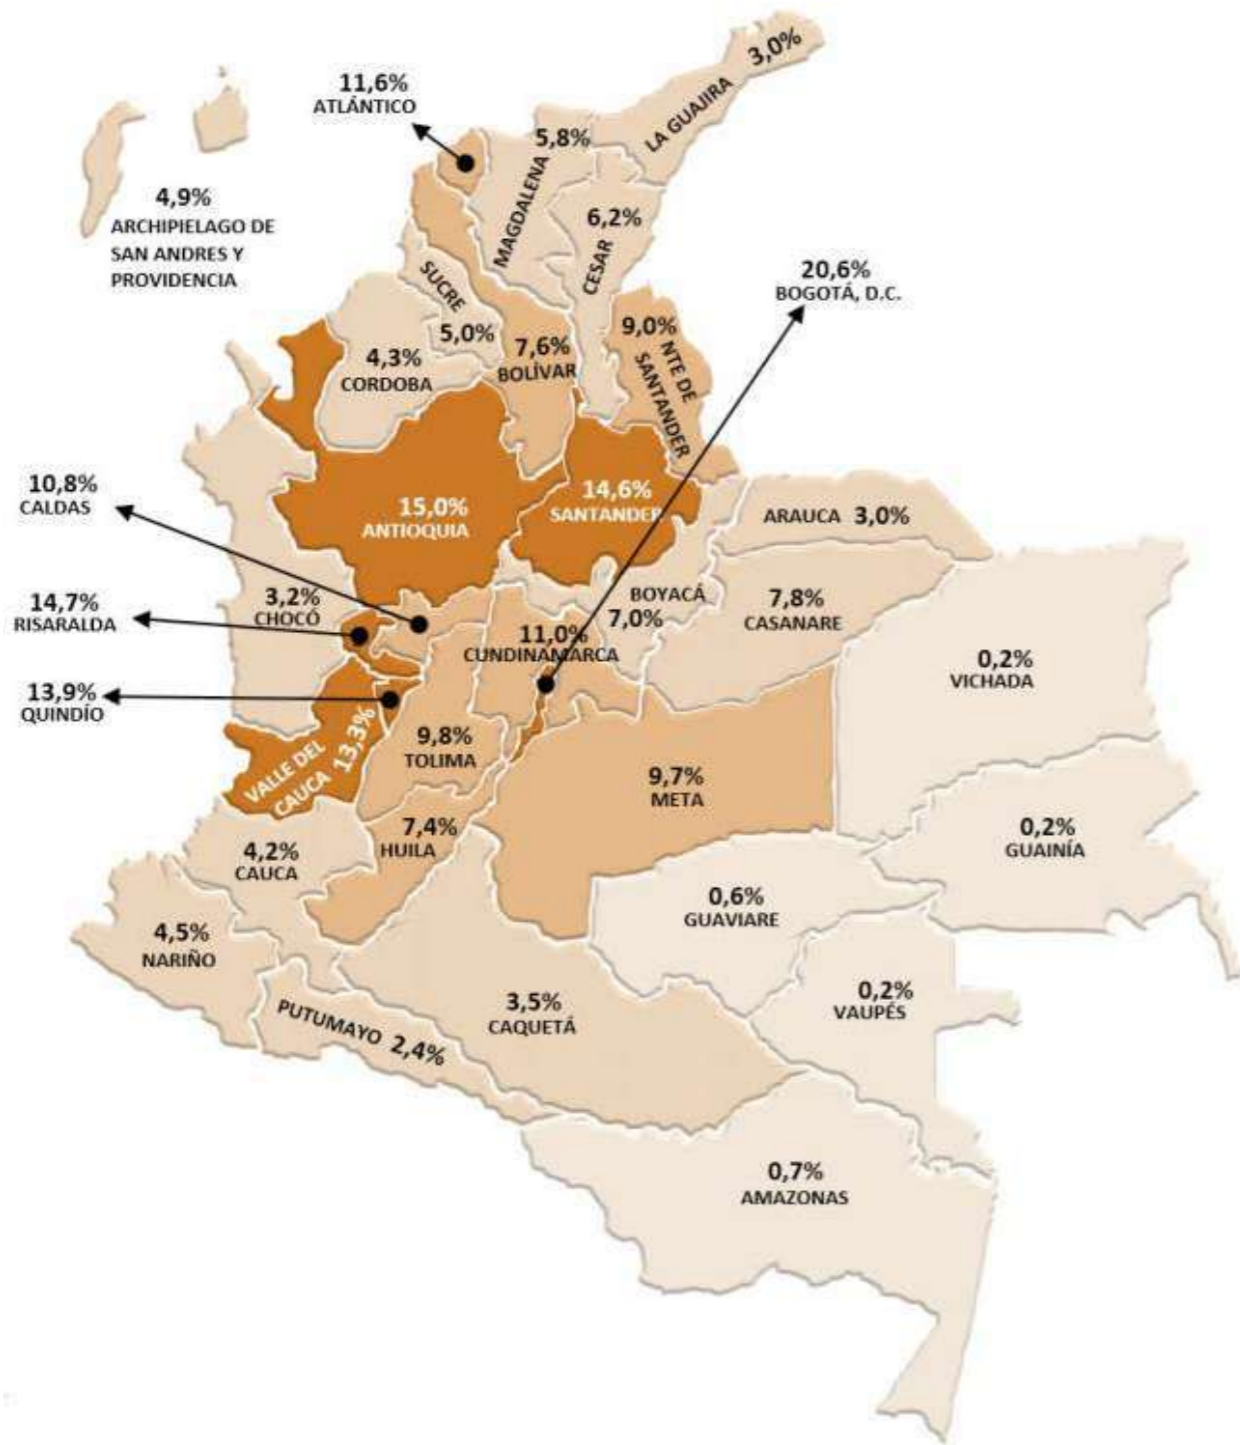 3,0%
LA GUAJIRA
11,6%
ATLÁNTICO
5,8%
MAGDALENA
4,9%
ARCHIPIELAGO DE
SAN ANDRES Y
PROVIDENCIA
6,2%
CESAR
SUCRE
5,0%
20,6%
BOGOTÁ, D.C.
9,0%
NTE DE
SANTANDER
7,6%
BOLÍVAR
4,3%
CORDOBA
10,8%
CALDAS
15,0%
ANTIOQUIA
14,6%
SANTANDER
ARAUCA 3,0%
14,7%
RISARALDA
3,2%
CHOCÓ
BOYACÁ
7,0%
7,8%
CASANARE
11,0%
CUNDINAMARCA
0,2%
VICHADA
13,9%
QUINDÍO
VALLE DEL
CAUCA 13,3%
9,8%
TOLIMA
9,7%
META
7,4%
HUILA
4,2%
CAUCA
0,2%
GUAINÍA
0,6%
GUAVIARE
4,5%
NARIÑO
0,2%
VAUPÉS
3,5%
CAQUETÁ
PUTUMAYO 2,4%
0,7%
AMAZONAS